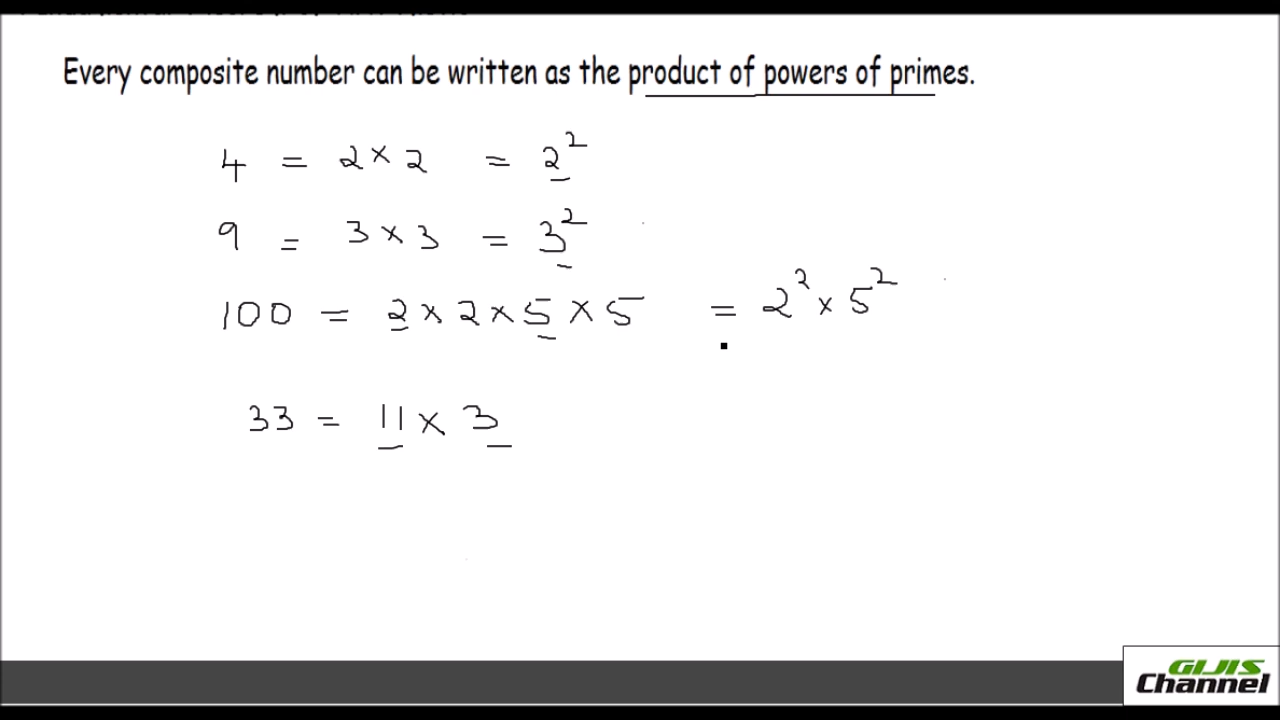 Every composite number can be written as the product of powers of primes.
4 = 2 × 2 = 2²
9 = 3 × 3 = 3²
100 = 2 × 2 × 5 × 5 = 2² × 5²
33 = 11 × 3
GIJIS
Channel